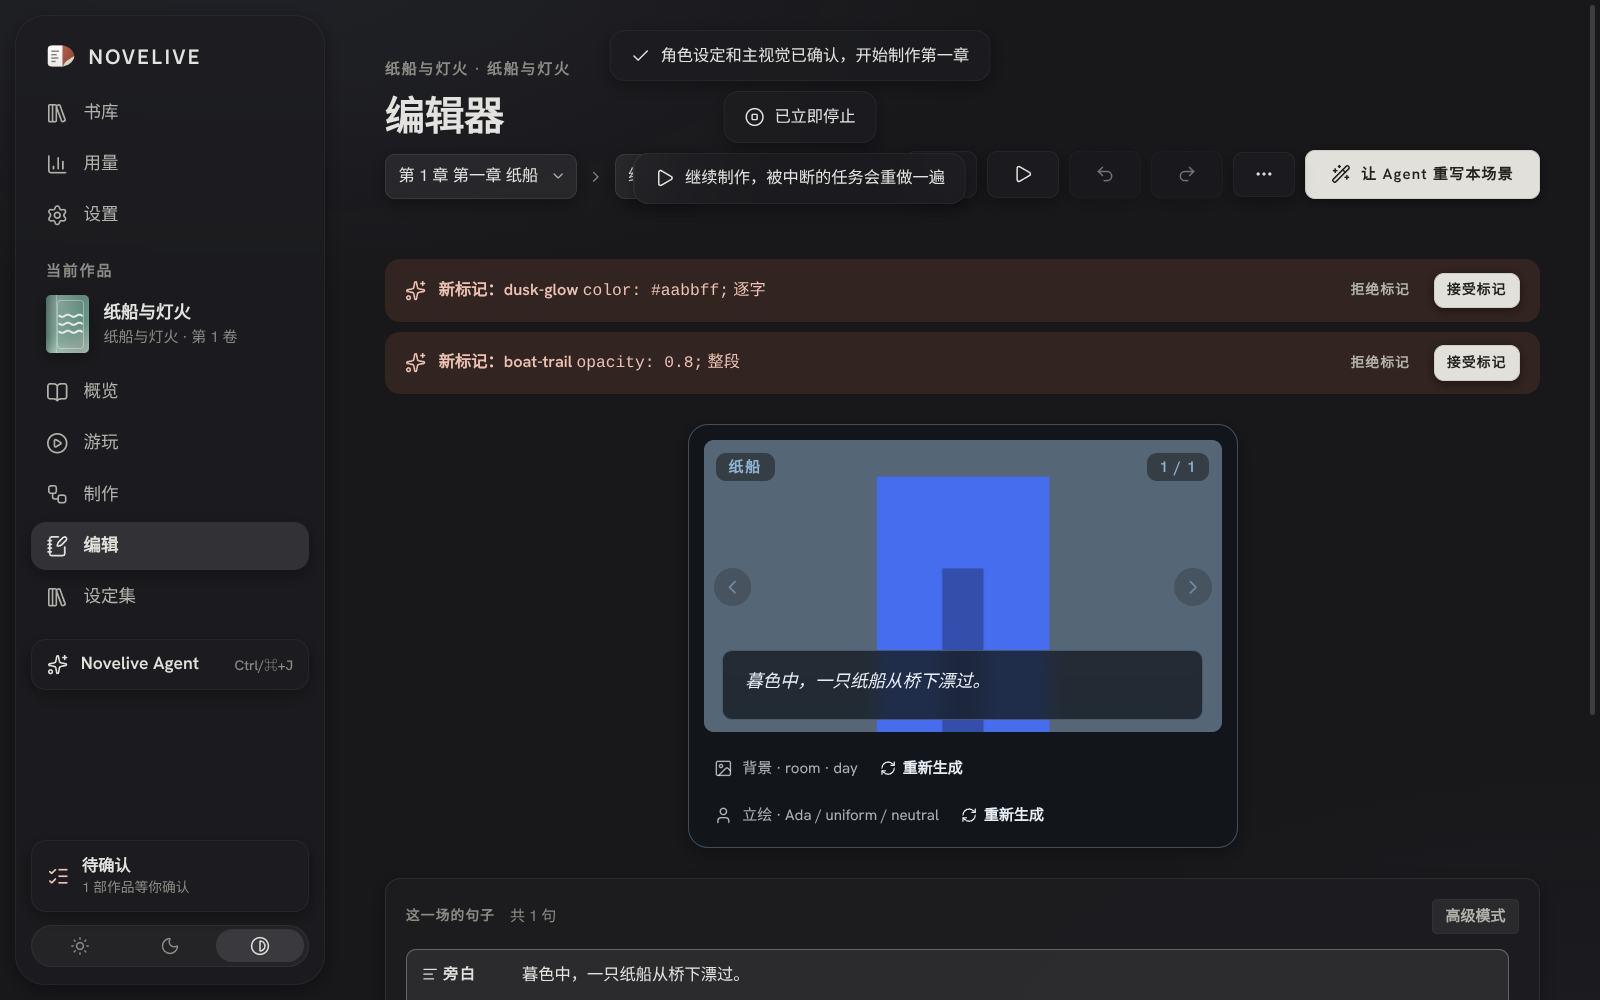 NOVELIVE
书库
用量
设置
当前作品
纸船与灯火
纸船与灯火 · 第 1 卷
概览
游玩
制作
编辑
设定集
Novelive Agent
Ctrl/⌘+J
待确认
1 部作品等你确认
纸船与灯火 · 纸船与灯火
编辑器
角色设定和主视觉已确认，开始制作第一章
已立即停止
继续制作，被中断的任务会重做一遍
第 1 章 第一章 纸船
让 Agent 重写本场景
新标记：dusk-glow color: #aabbff; 逐字
拒绝标记
接受标记
新标记：boat-trail opacity: 0.8; 整段
拒绝标记
接受标记
纸船
1 / 1
暮色中，一只纸船从桥下漂过。
背景 · room · day
重新生成
立绘 · Ada / uniform / neutral
重新生成
这一场的句子 共 1 句
高级模式
旁白
暮色中，一只纸船从桥下漂过。